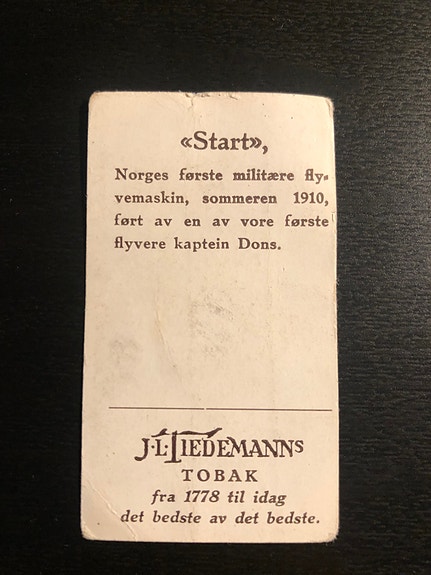 «Start»,
Norges første militære fly-
vemaskin, sommeren 1910,
ført av en av vore første
flyvere kaptein Dons.
J.L. TIEDEMANNS
TOBAK
fra 1778 til idag
det bedste av det bedste.